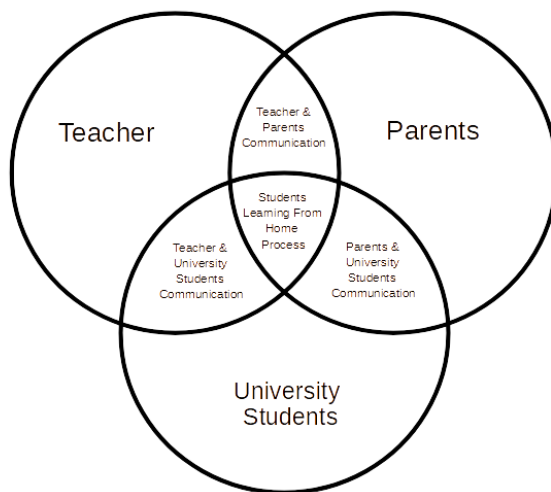 Teacher &
Parents
Communication
Teacher
Parents
Students
Learning From
Home
Process
Teacher &
University
Students
Communication
Parents &
University
Students
Communication
University
Students